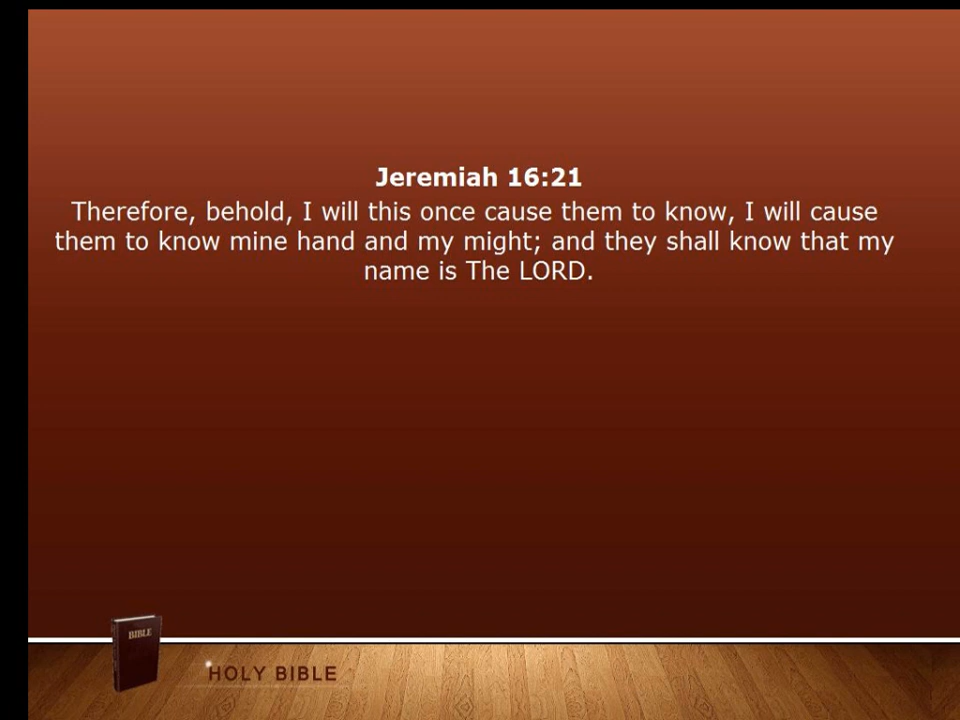 Jeremiah 16:21
Therefore, behold, I will this once cause them to know, I will cause
them to know mine hand and my might; and they shall know that my
name is The LORD.
BIBLE
HOLY BIBLE